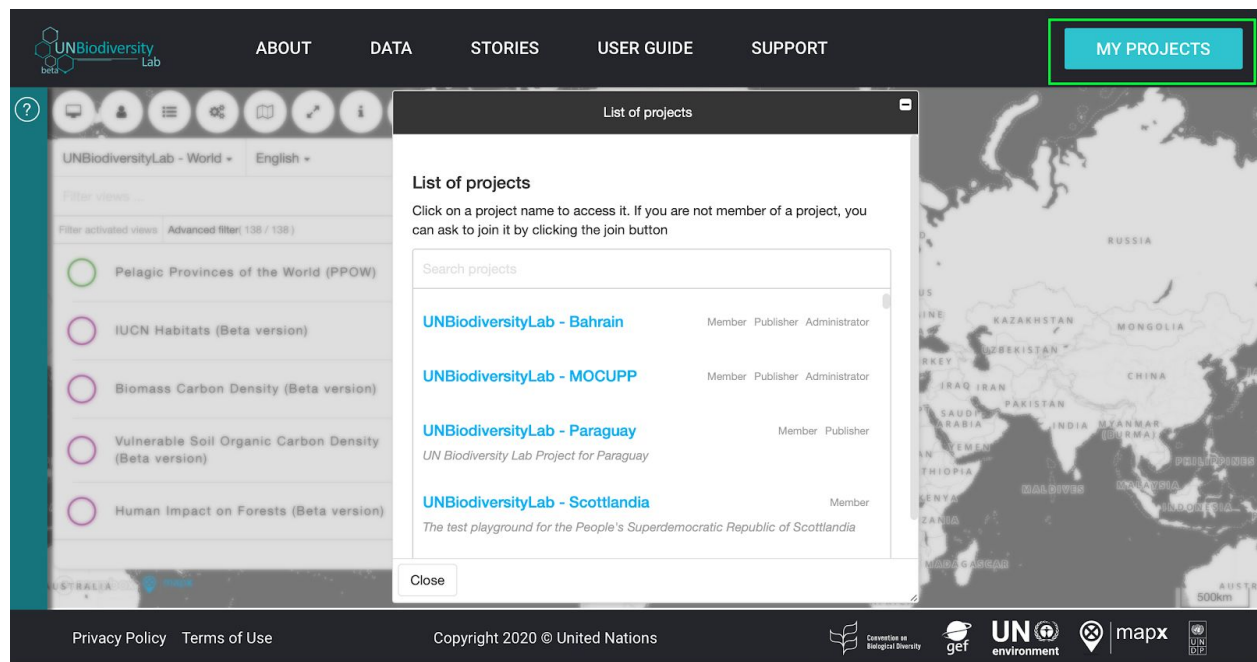 UNBiodiversity
Lab
beta
ABOUT
DATA
STORIES
USER GUIDE
SUPPORT
MY PROJECTS
?
List of projects
UNBiodiversityLab - World
English
Filter views ...
Filter activated views Advanced filter( 138 / 138 )
Pelagic Provinces of the World (PPOW)
IUCN Habitats (Beta version)
Biomass Carbon Density (Beta version)
Vulnerable Soil Organic Carbon Density
(Beta version)
Human Impact on Forests (Beta version)
List of projects
Click on a project name to access it. If you are not member of a project, you
can ask to join it by clicking the join button
Search projects
UNBiodiversityLab - Bahrain
Member Publisher Administrator
UNBiodiversityLab - MOCUPP
Member Publisher Administrator
UNBiodiversityLab - Paraguay
Member Publisher
UN Biodiversity Lab Project for Paraguay
UNBiodiversityLab - Scottlandia
Member
The test playground for the People's Superdemocratic Republic of Scottlandia
Close
RUSSIA
KAZAKHSTAN
MONGOLIA
UZBEKISTAN
CHINA
IRAQ
IRAN
PAKISTAN
SAUDI
ARABIA
INDIA
MYANMAR
(BURMA)
YEMEN
PHILIPPINES
MALDIVES
MALAYSIA
INDONESIA
MADAGASCAR
500km
Privacy Policy
Terms of Use
Copyright 2020 © United Nations
Convention on
Biological Diversity
gef
UN
environment
mapx
UN
DP